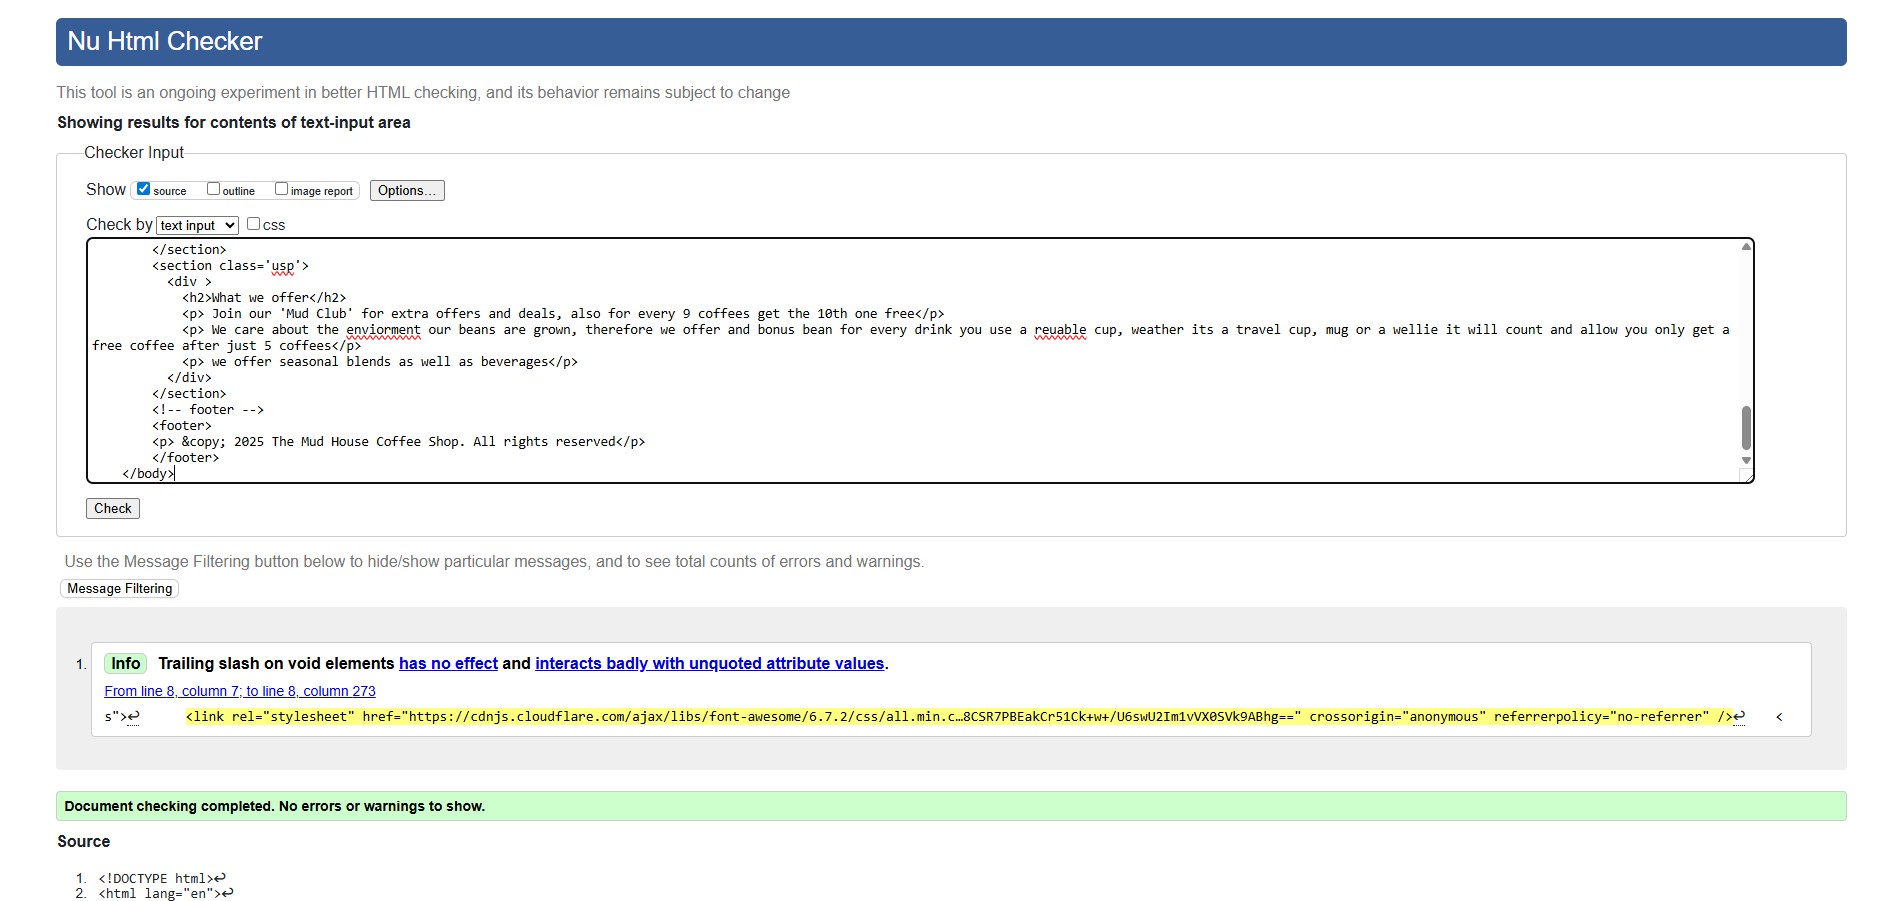 Nu Html Checker
This tool is an ongoing experiment in better HTML checking, and its behavior remains subject to change
Showing results for contents of text-input area
Checker Input
Show source outline image report Options...
Check by text input css
</section>
<section class='usp'>
<div >
<h2>What we offer</h2>
<p> Join our 'Mud Club' for extra offers and deals, also for every 9 coffees get the 10th one free</p>
<p> We care about the enviorment our beans are grown, therefore we offer and bonus bean for every drink you use a reuable cup, weather its a travel cup, mug or a wellie it will count and allow you only get a
free coffee after just 5 coffees</p>
<p> we offer seasonal blends as well as beverages</p>
</div>
</section>
<!-- footer -->
<footer>
<p> &copy; 2025 The Mud House Coffee Shop. All rights reserved</p>
</footer>
</body>
Check
Use the Message Filtering button below to hide/show particular messages, and to see total counts of errors and warnings.
Message Filtering
1. Info Trailing slash on void elements has no effect and interacts badly with unquoted attribute values.
From line 8, column 7; to line 8, column 273
s">↩ <link rel="stylesheet" href="https://cdnjs.cloudflare.com/ajax/libs/font-awesome/6.7.2/css/all.min.c…8CSR7PBEakCr51Ck+w+/U6swU2Im1vVX0SVk9ABhg==" crossorigin="anonymous" referrerpolicy="no-referrer" />↩ <
Document checking completed. No errors or warnings to show.
Source
1. <!DOCTYPE html>↩
2. <html lang="en">↩